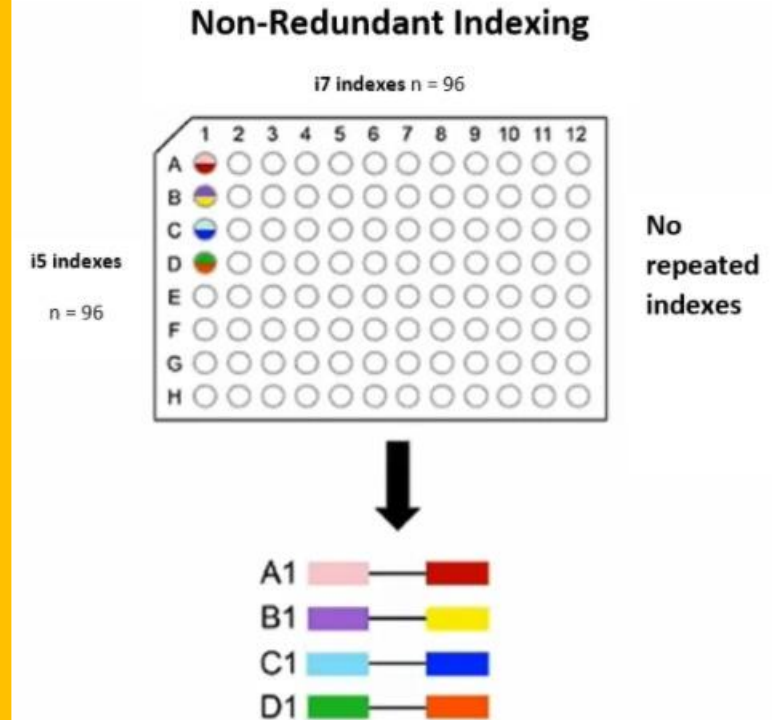 Non-Redundant Indexing
i7 indexes n = 96
1 2 3 4 5 6 7 8 9 10 11 12
A
B
C
D
E
F
G
H
i5 indexes
n = 96
No
repeated
indexes
A1
B1
C1
D1